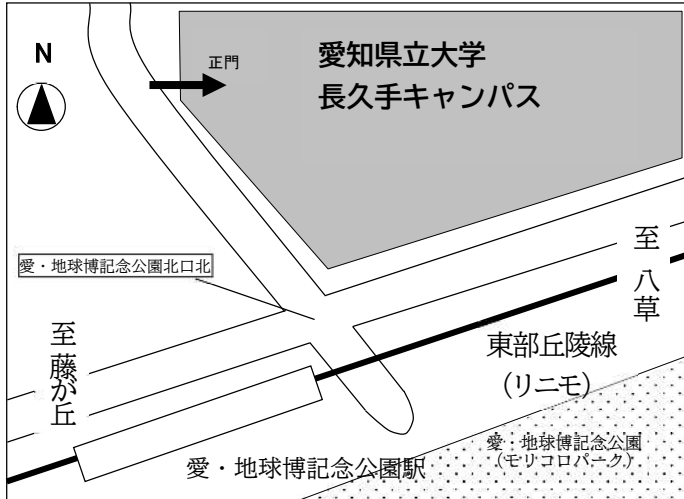 N
正門
愛知県立大学
長久手キャンパス
愛・地球博記念公園北口北
至 八草
至 藤が丘
東部丘陵線
(リニモ)
愛・地球博記念公園駅
愛・地球博記念公園
(モリコロパーク)